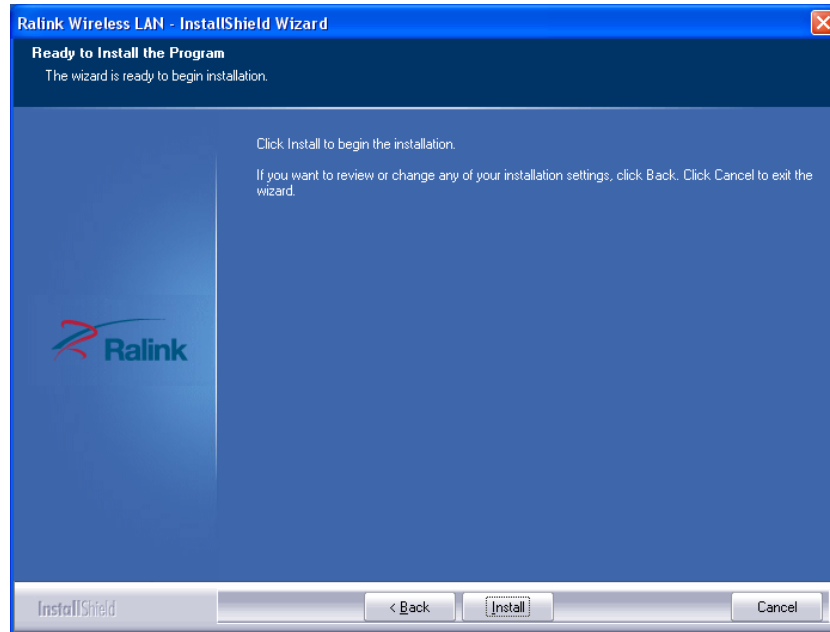 Ralink Wireless LAN - InstallShield Wizard
Ready to Install the Program
The wizard is ready to begin installation.
Click Install to begin the installation.
If you want to review or change any of your installation settings, click Back. Click Cancel to exit the
wizard.
Ralink
InstallShield
< Back
Install
Cancel